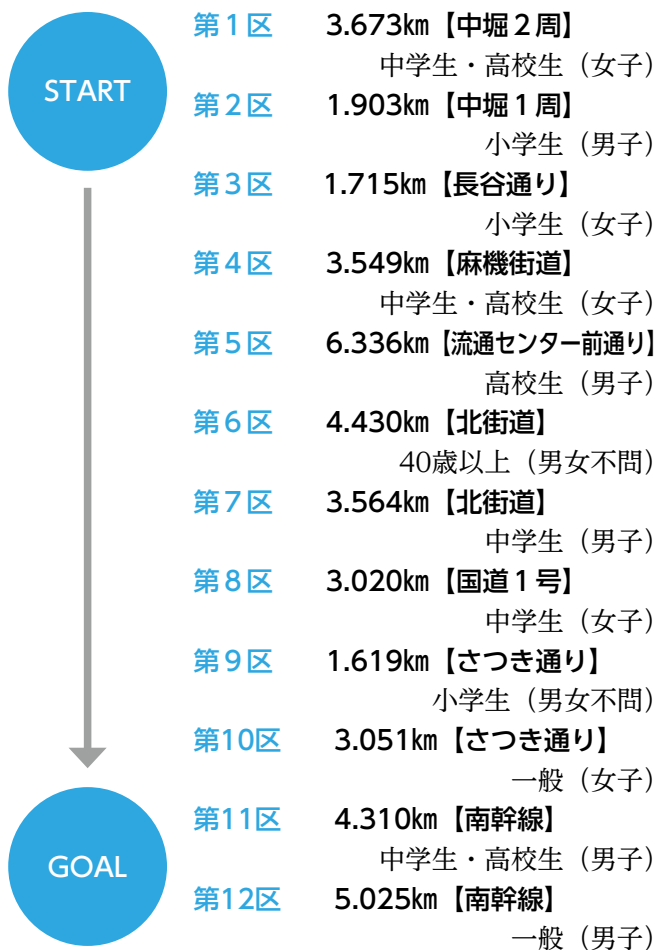 START
第1区 3.673㎞【中堀2周】
中学生・高校生（女子）
第2区 1.903㎞【中堀1周】
小学生（男子）
第3区 1.715㎞【長谷通り】
小学生（女子）
第4区 3.549㎞【麻機街道】
中学生・高校生（女子）
第5区 6.336㎞【流通センター前通り】
高校生（男子）
第6区 4.430㎞【北街道】
40歳以上（男女不問）
第7区 3.564㎞【北街道】
中学生（男子）
第8区 3.020㎞【国道1号】
中学生（女子）
第9区 1.619㎞【さつき通り】
小学生（男女不問）
第10区 3.051㎞【さつき通り】
一般（女子）
第11区 4.310㎞【南幹線】
中学生・高校生（男子）
第12区 5.025㎞【南幹線】
一般（男子）
GOAL